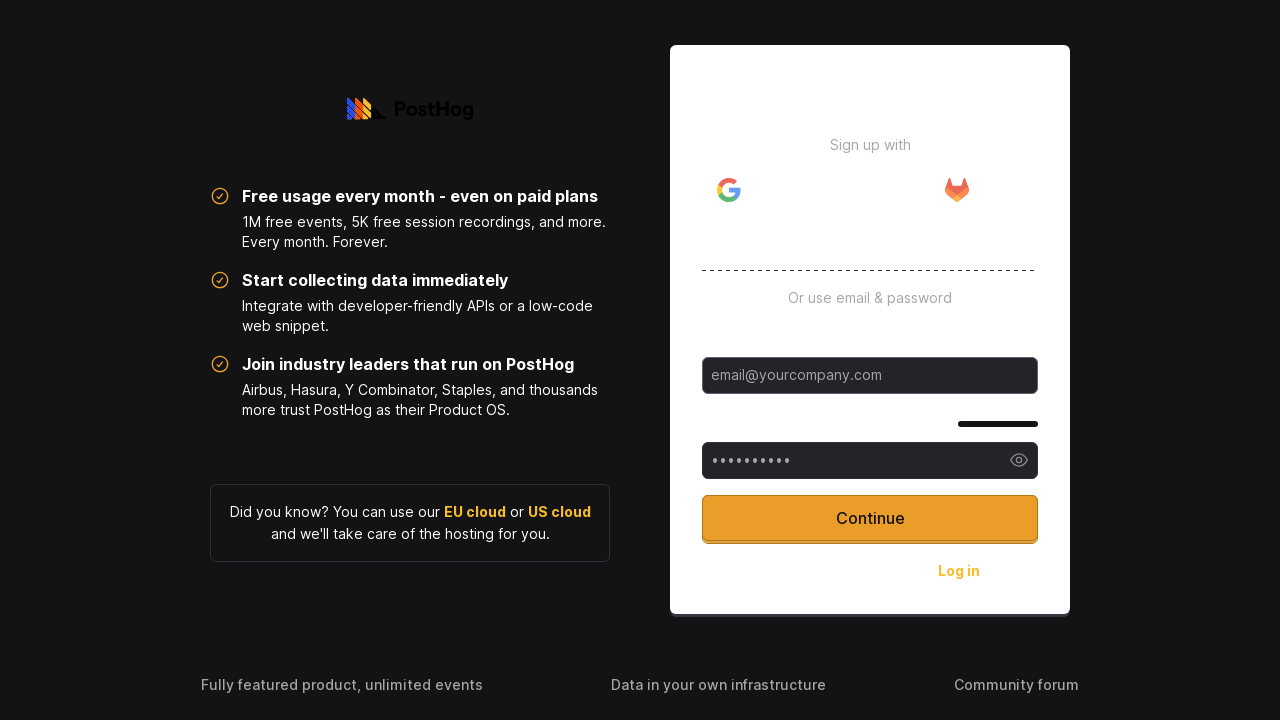 PostHog
Free usage every month - even on paid plans
1M free events, 5K free session recordings, and more.
Every month. Forever.
Start collecting data immediately
Integrate with developer-friendly APIs or a low-code
web snippet.
Join industry leaders that run on PostHog
Airbus, Hasura, Y Combinator, Staples, and thousands
more trust PostHog as their Product OS.
Did you know? You can use our EU cloud or US cloud
and we'll take care of the hosting for you.
Sign up with
Or use email & password
email@yourcompany.com
••••••••••
Continue
Log in
Fully featured product, unlimited events
Data in your own infrastructure
Community forum